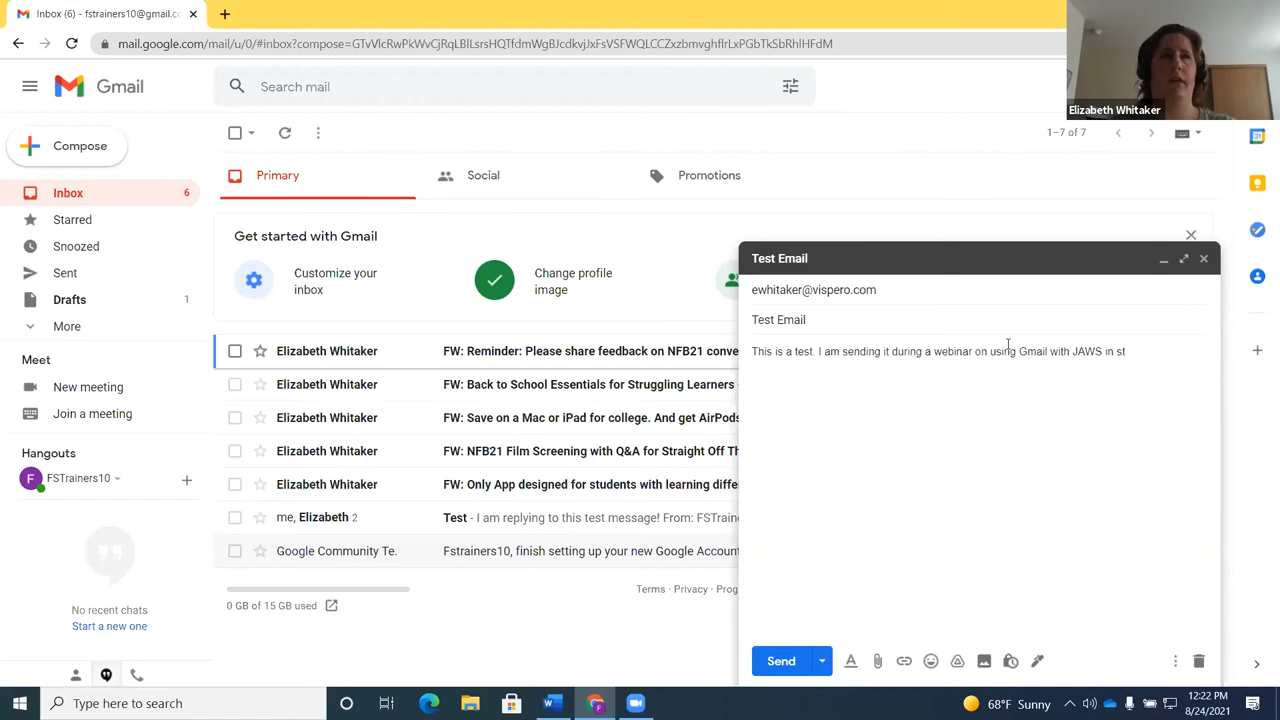 Inbox (6) - fstrainers10@gmail.co
mail.google.com/mail/u/0/#inbox?compose=GTvVlcRwPkWvCjRqLBlLsrsHQTfdmWgBJcdkvjJxFsVSFWQLCCZxzbmvghflrLxPGbTkSbRhlHFdM
Elizabeth Whitaker
Gmail
Search mail
Compose
1–7 of 7
Primary
Social
Promotions
Inbox 6
Starred
Snoozed
Sent
Drafts 1
More
Meet
New meeting
Join a meeting
Hangouts
F FSTrainers10
No recent chats
Start a new one
Get started with Gmail
Customize your
inbox
Change profile
image
Elizabeth Whitaker FW: Reminder: Please share feedback on NFB21 conve
Elizabeth Whitaker FW: Back to School Essentials for Struggling Learners -
Elizabeth Whitaker FW: Save on a Mac or iPad for college. And get AirPods
Elizabeth Whitaker FW: NFB21 Film Screening with Q&A for Straight Off Th
Elizabeth Whitaker FW: Only App designed for students with learning diffe
me, Elizabeth 2 Test - I am replying to this test message! From: FSTraine
Google Community Te. Fstrainers10, finish setting up your new Google Account
Terms · Privacy · Prog
0 GB of 15 GB used
Test Email
ewhitaker@vispero.com
Test Email
This is a test. I am sending it during a webinar on using Gmail with JAWS in st
Send
31
Type here to search
68°F Sunny
12:22 PM
8/24/2021